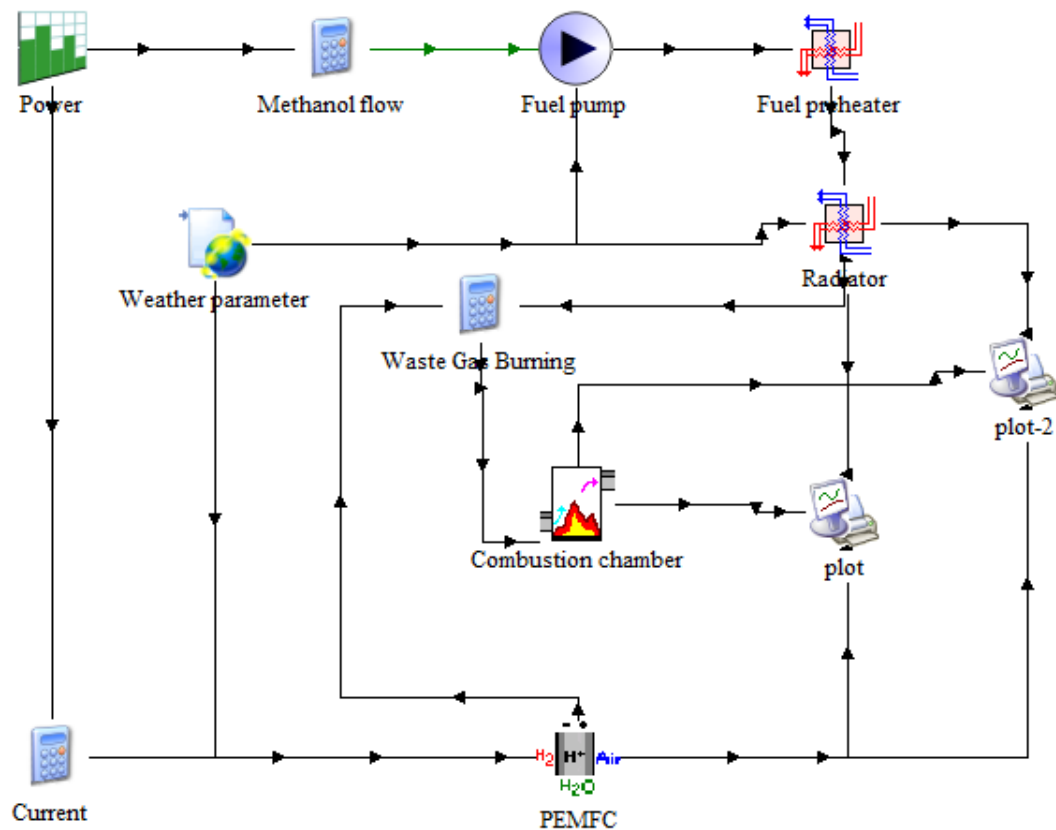 Power
Methanol flow
Fuel pump
Fuel preheater
Weather parameter
Radiator
Waste Gas Burning
plot-2
Combustion chamber
plot
H2 H+ Air
H2O
Current
PEMFC